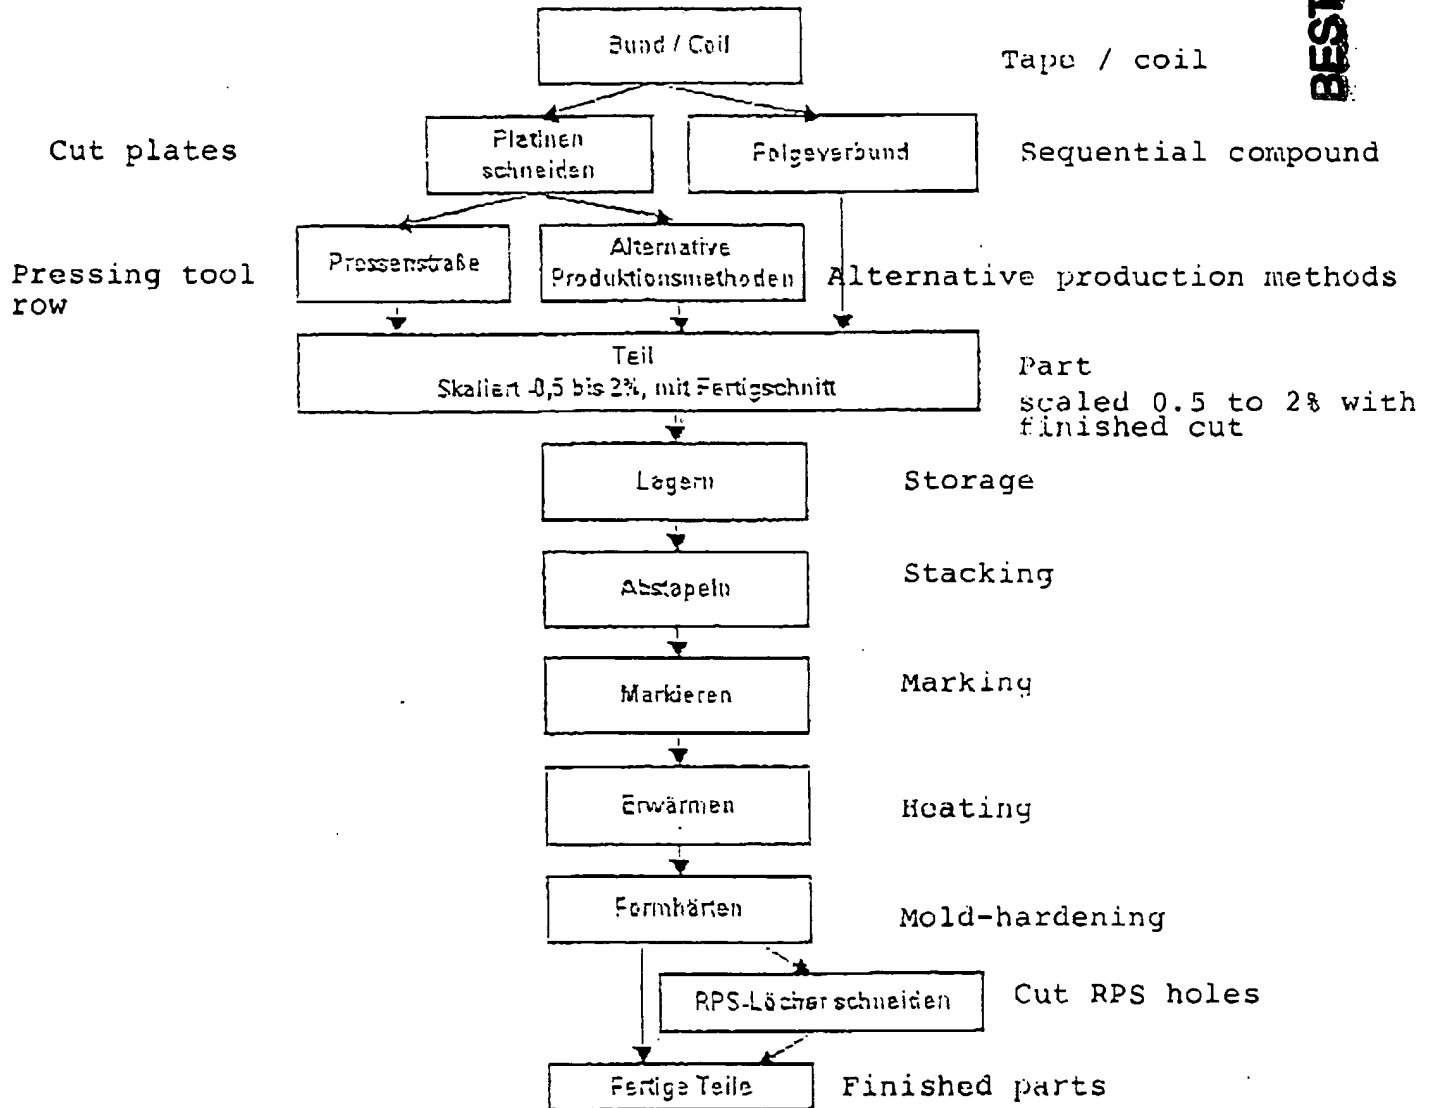 BEST
Bund / Coil
Tape / coil
Cut plates
Platinen
schneiden
Folgeverbund
Sequential compound
Pressing tool
row
Pressenstraße
Alternative
Produktionsmethoden
Alternative production methods
Teil
Skaliert -0,5 bis 2%, mit Fertigschnitt
Part
scaled 0.5 to 2% with
finished cut
Lagern
Storage
Abstapeln
Stacking
Markieren
Marking
Erwärmen
Heating
Formhärten
Mold-hardening
RPS-Löcher schneiden
Cut RPS holes
Fertige Teile
Finished parts